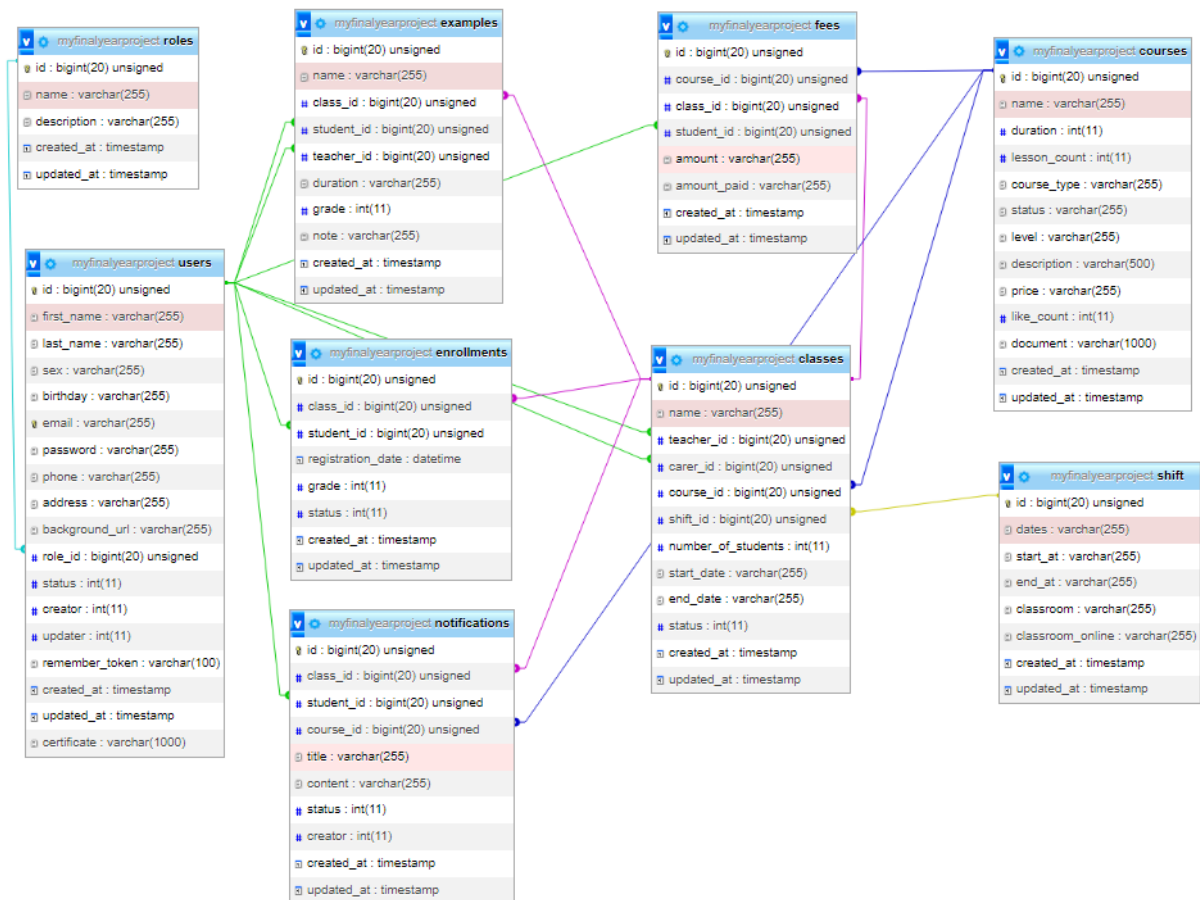 myfinalyearproject roles
id : bigint(20) unsigned
name : varchar(255)
description : varchar(255)
created_at : timestamp
updated_at : timestamp
myfinalyearproject users
id : bigint(20) unsigned
first_name : varchar(255)
last_name : varchar(255)
sex : varchar(255)
birthday : varchar(255)
email : varchar(255)
password : varchar(255)
phone : varchar(255)
address : varchar(255)
background_url : varchar(255)
role_id : bigint(20) unsigned
status : int(11)
creator : int(11)
updater : int(11)
remember_token : varchar(100)
created_at : timestamp
updated_at : timestamp
certificate : varchar(1000)
myfinalyearproject examples
id : bigint(20) unsigned
name : varchar(255)
class_id : bigint(20) unsigned
student_id : bigint(20) unsigned
teacher_id : bigint(20) unsigned
duration : varchar(255)
grade : int(11)
note : varchar(255)
created_at : timestamp
updated_at : timestamp
myfinalyearproject enrollments
id : bigint(20) unsigned
class_id : bigint(20) unsigned
student_id : bigint(20) unsigned
registration_date : datetime
grade : int(11)
status : int(11)
created_at : timestamp
updated_at : timestamp
myfinalyearproject notifications
id : bigint(20) unsigned
class_id : bigint(20) unsigned
student_id : bigint(20) unsigned
course_id : bigint(20) unsigned
title : varchar(255)
content : varchar(255)
status : int(11)
creator : int(11)
created_at : timestamp
updated_at : timestamp
myfinalyearproject fees
id : bigint(20) unsigned
course_id : bigint(20) unsigned
class_id : bigint(20) unsigned
student_id : bigint(20) unsigned
amount : varchar(255)
amount_paid : varchar(255)
created_at : timestamp
updated_at : timestamp
myfinalyearproject classes
id : bigint(20) unsigned
name : varchar(255)
teacher_id : bigint(20) unsigned
carer_id : bigint(20) unsigned
course_id : bigint(20) unsigned
shift_id : bigint(20) unsigned
number_of_students : int(11)
start_date : varchar(255)
end_date : varchar(255)
status : int(11)
created_at : timestamp
updated_at : timestamp
myfinalyearproject courses
id : bigint(20) unsigned
name : varchar(255)
duration : int(11)
lesson_count : int(11)
course_type : varchar(255)
status : varchar(255)
level : varchar(255)
description : varchar(500)
price : varchar(255)
like_count : int(11)
document : varchar(1000)
created_at : timestamp
updated_at : timestamp
myfinalyearproject shift
id : bigint(20) unsigned
dates : varchar(255)
start_at : varchar(255)
end_at : varchar(255)
classroom : varchar(255)
classroom_online : varchar(255)
created_at : timestamp
updated_at : timestamp